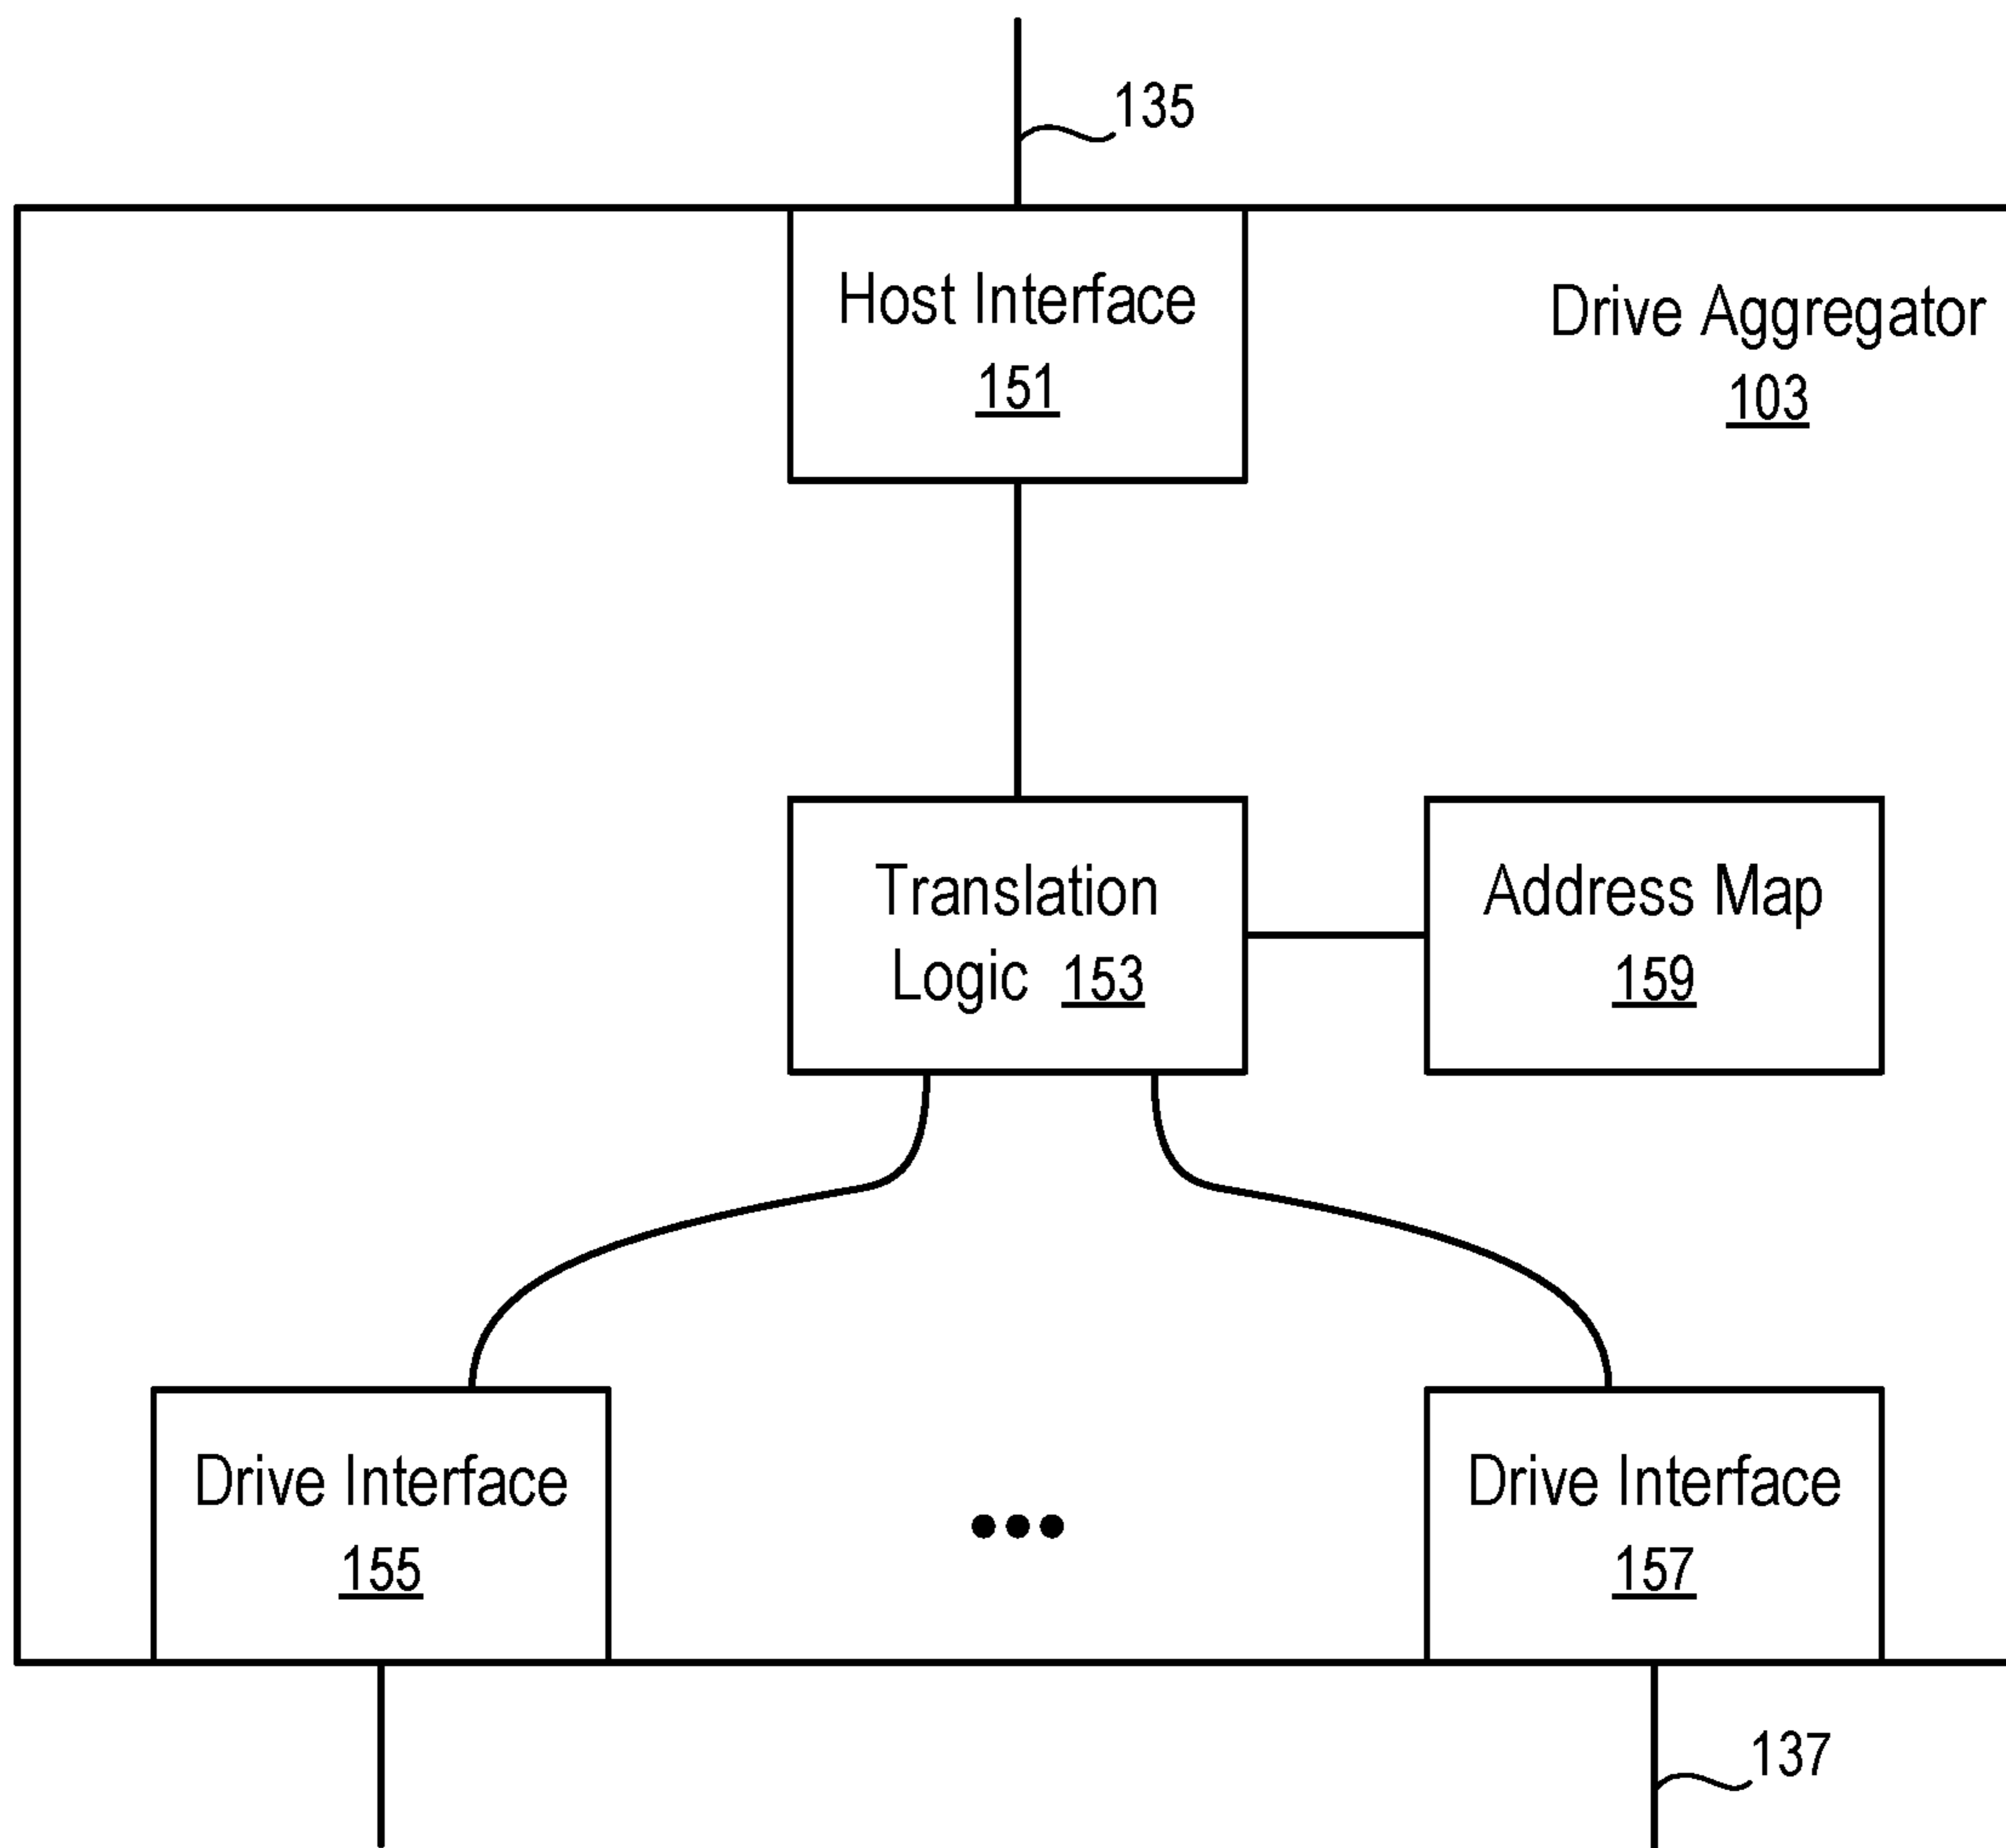 135
Host Interface
151
Drive Aggregator
103
Translation
Logic 153
Address Map
159
Drive Interface
155
Drive Interface
157
137